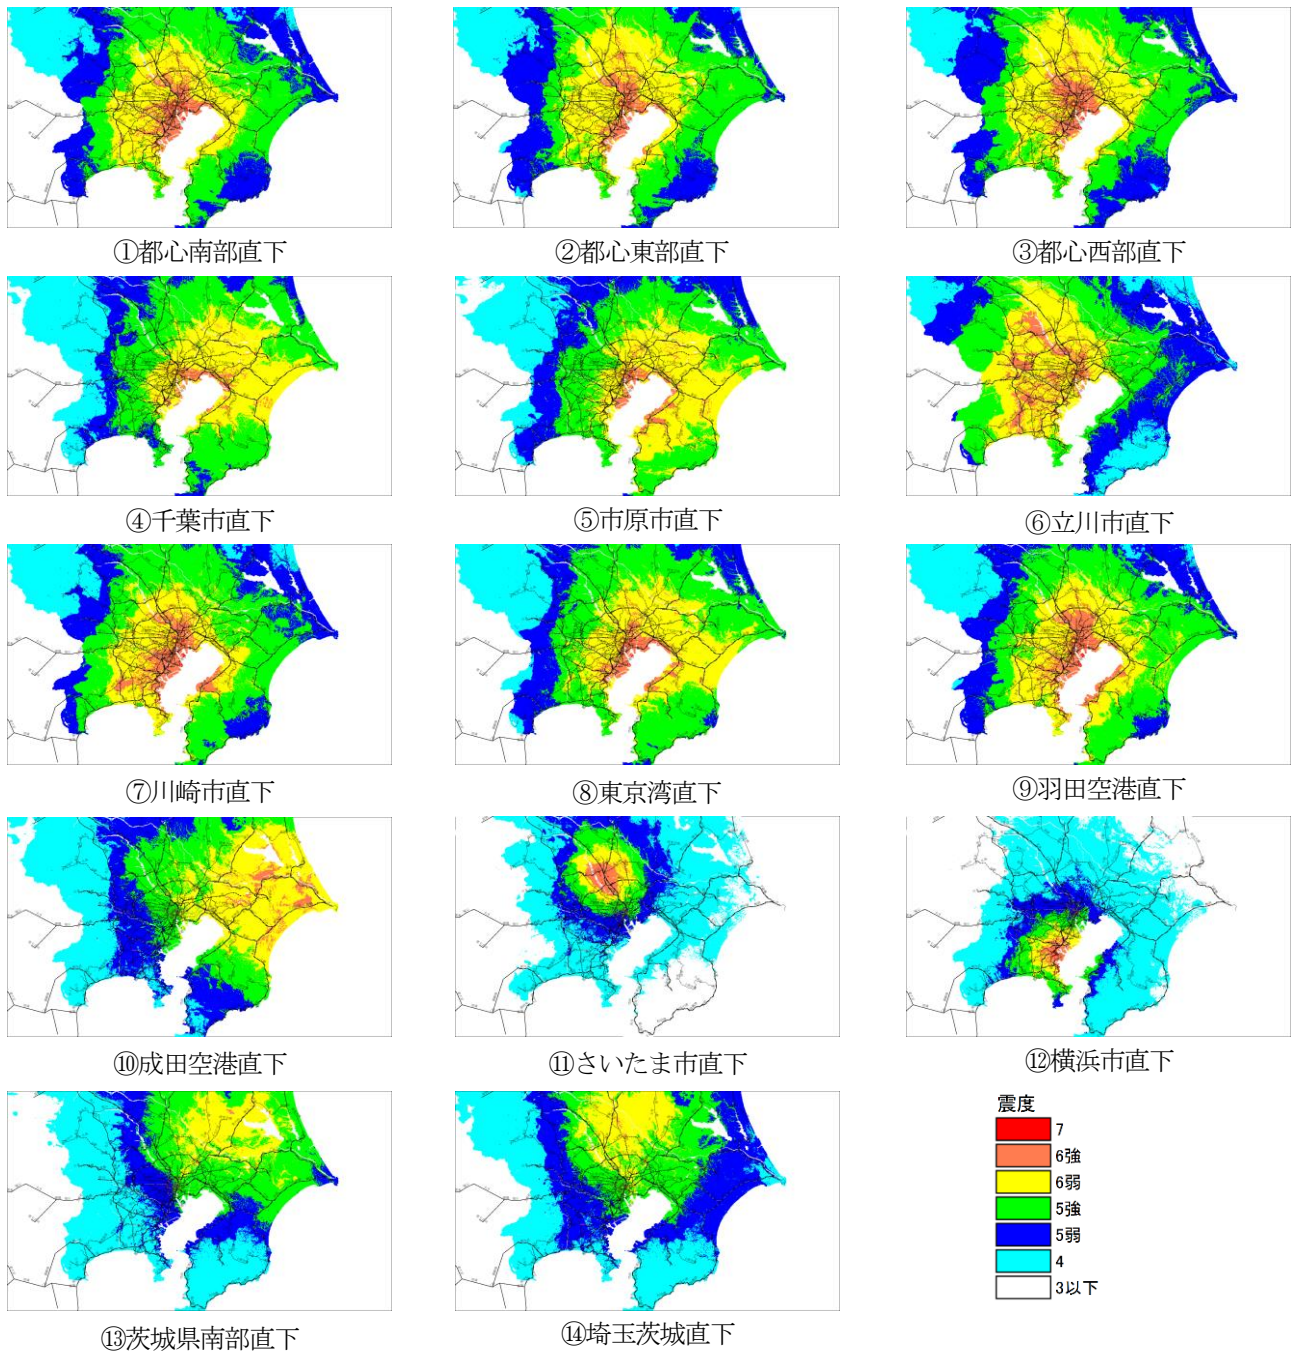 ①都心南部直下
②都心東部直下
③都心西部直下
④千葉市直下
⑤市原市直下
⑥立川市直下
⑦川崎市直下
⑧東京湾直下
⑨羽田空港直下
⑩成田空港直下
⑪さいたま市直下
⑫横浜市直下
震度
7
6強
6弱
5強
5弱
4
3以下
⑬茨城県南部直下
⑭埼玉茨城直下